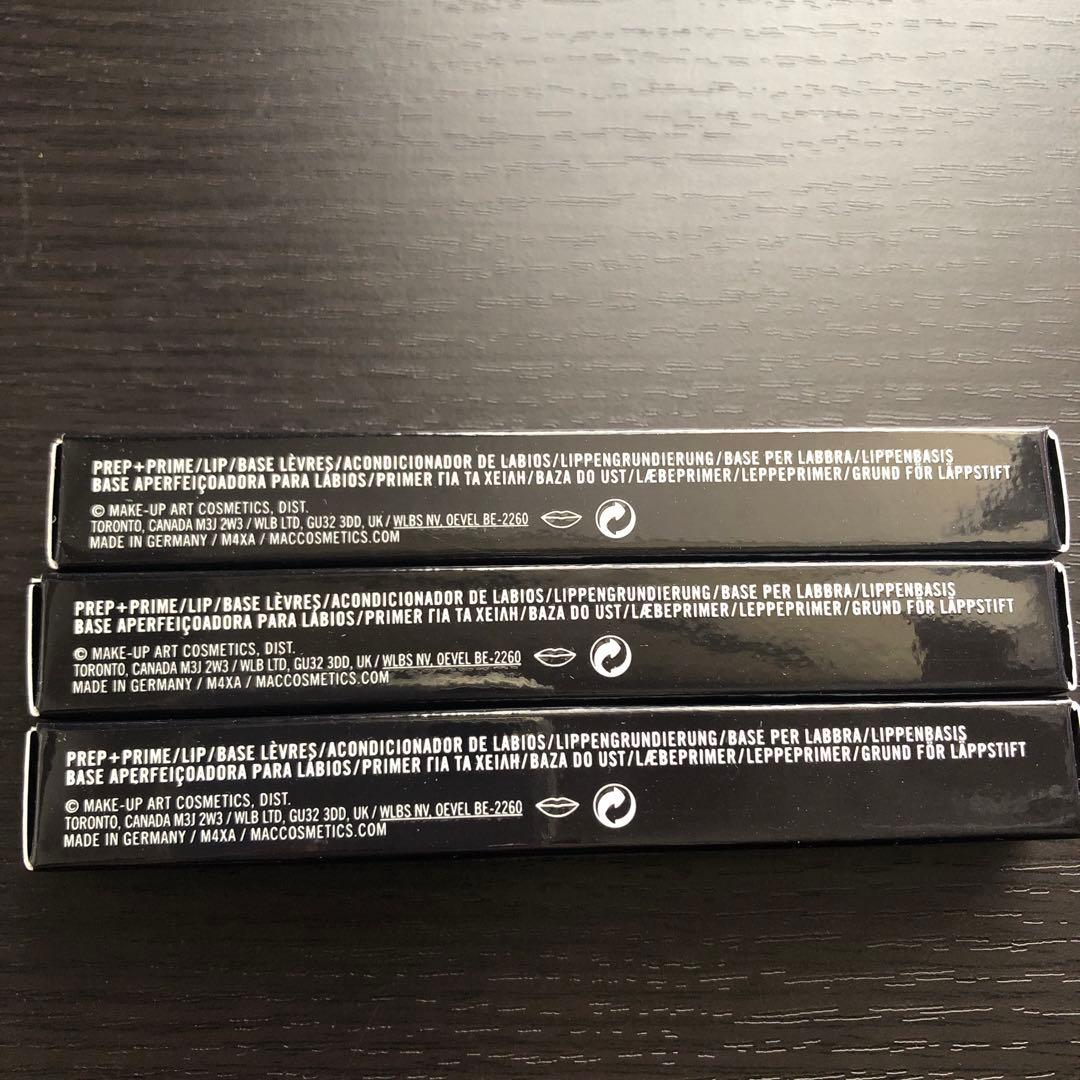 PREP+PRIME/LIP/BASE LÈVRES/ACONDICIONADOR DE LABIOS/LIPPENGRUNDIERUNG/BASE PER LABBRA/LIPPENBASIS
BASE APERFEIÇOADORA PARA LÁBIOS/PRIMER ΓΙΑ ΤΑ ΧΕΙΛΗ/BAZA DO UST/LÆBEPRIMER/LEPPEPRIMER/GRUND FÖR LÄPPSTIFT
© MAKE-UP ART COSMETICS, DIST.
TORONTO, CANADA M3J 2W3 / WLB LTD, GU32 3DD, UK / WLBS NV, OEVEL BE-2260
MADE IN GERMANY / M4XA / MACCOSMETICS.COM
PREP+PRIME/LIP/BASE LÈVRES/ACONDICIONADOR DE LABIOS/LIPPENGRUNDIERUNG/BASE PER LABBRA/LIPPENBASIS
BASE APERFEIÇOADORA PARA LÁBIOS/PRIMER ΓΙΑ ΤΑ ΧΕΙΛΗ/BAZA DO UST/LÆBEPRIMER/LEPPEPRIMER/GRUND FÖR LÄPPSTIFT
© MAKE-UP ART COSMETICS, DIST.
TORONTO, CANADA M3J 2W3 / WLB LTD, GU32 3DD, UK / WLBS NV, OEVEL BE-2260
MADE IN GERMANY / M4XA / MACCOSMETICS.COM
PREP+PRIME/LIP/BASE LÈVRES/ACONDICIONADOR DE LABIOS/LIPPENGRUNDIERUNG/BASE PER LABBRA/LIPPENBASIS
BASE APERFEIÇOADORA PARA LÁBIOS/PRIMER ΓΙΑ ΤΑ ΧΕΙΛΗ/BAZA DO UST/LÆBEPRIMER/LEPPEPRIMER/GRUND FÖR LÄPPSTIFT
© MAKE-UP ART COSMETICS, DIST.
TORONTO, CANADA M3J 2W3 / WLB LTD, GU32 3DD, UK / WLBS NV, OEVEL BE-2260
MADE IN GERMANY / M4XA / MACCOSMETICS.COM